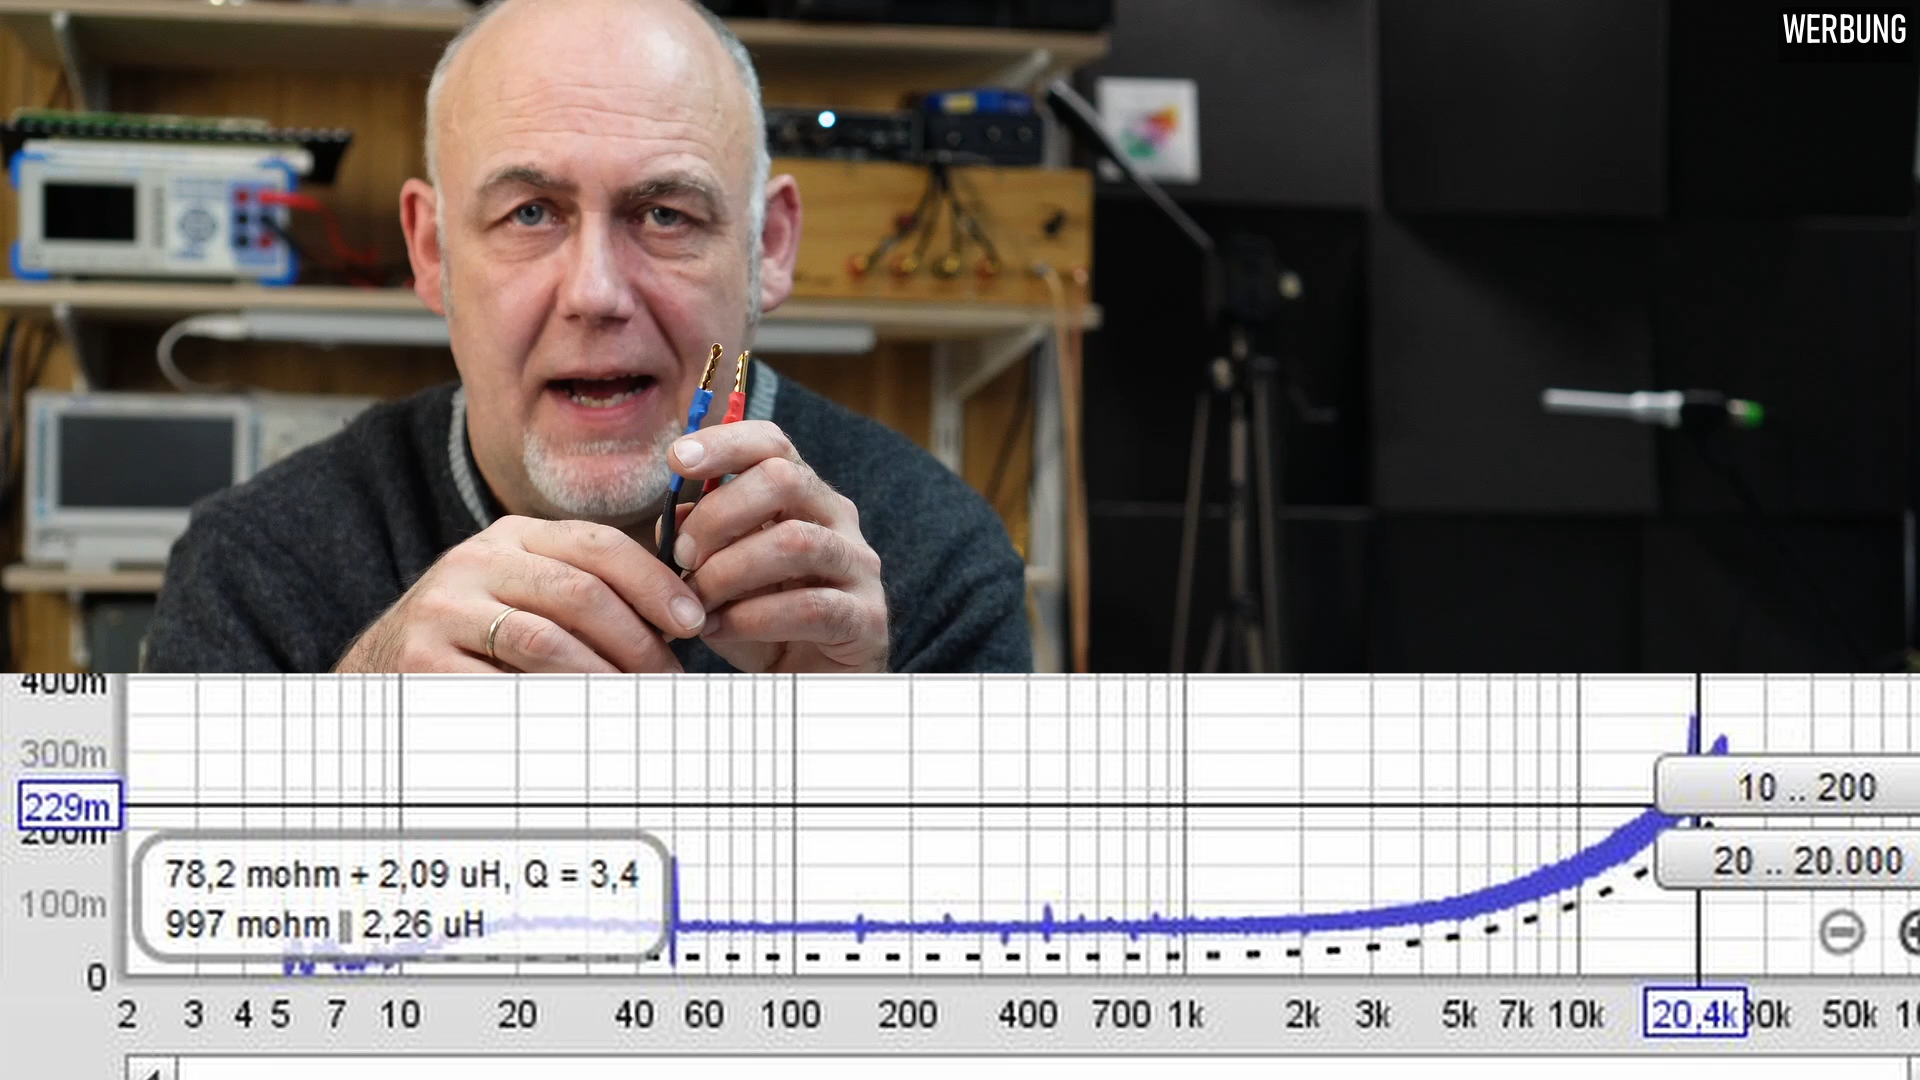 WERBUNG
400m
300m
229m
200m
100m
0
78,2 mohm + 2,09 uH, Q = 3,4
997 mohm || 2,26 uH
10 .. 200
20 .. 20.000
2 3 4 5 7 10 20 40 60 100 200 400 700 1k 2k 3k 5k 7k 10k 20,4k 30k 50k